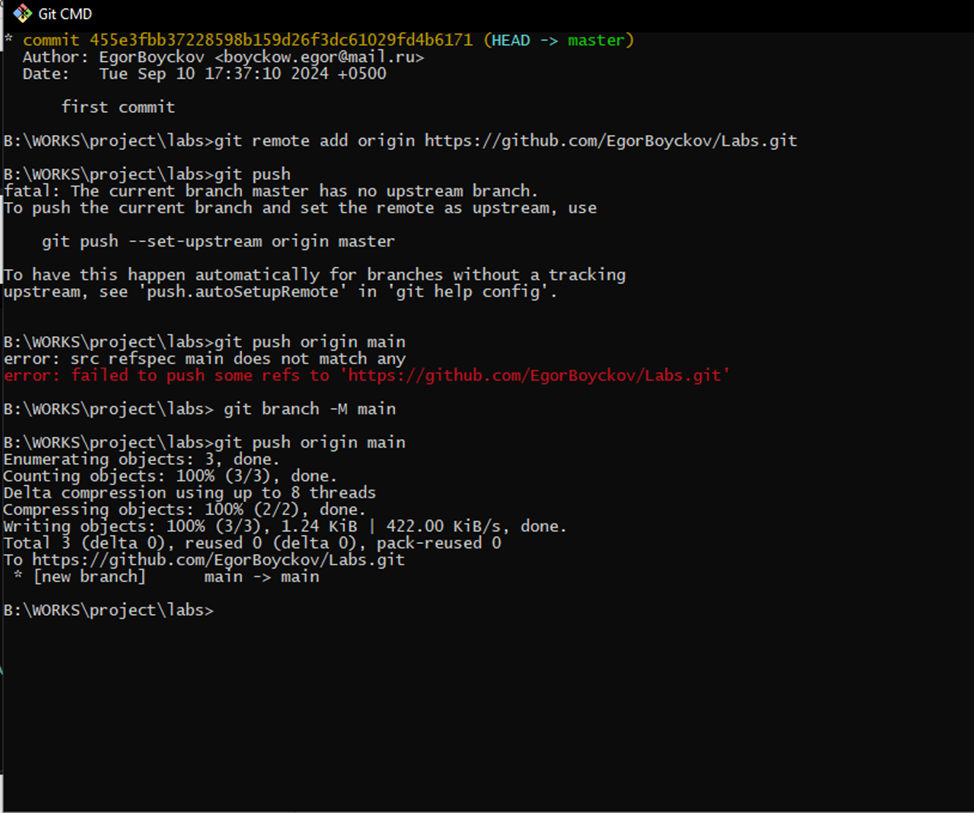 Git CMD
* commit 455e3fbb37228598b159d26f3dc61029fd4b6171 (HEAD -> master)
Author: EgorBoyckov <boyckow.egor@mail.ru>
Date:   Tue Sep 10 17:37:10 2024 +0500
first commit
B:\WORKS\project\labs>git remote add origin https://github.com/EgorBoyckov/Labs.git
B:\WORKS\project\labs>git push
fatal: The current branch master has no upstream branch.
To push the current branch and set the remote as upstream, use
git push --set-upstream origin master
To have this happen automatically for branches without a tracking
upstream, see 'push.autoSetupRemote' in 'git help config'.
B:\WORKS\project\labs>git push origin main
error: src refspec main does not match any
error: failed to push some refs to 'https://github.com/EgorBoyckov/Labs.git'
B:\WORKS\project\labs> git branch -M main
B:\WORKS\project\labs>git push origin main
Enumerating objects: 3, done.
Counting objects: 100% (3/3), done.
Delta compression using up to 8 threads
Compressing objects: 100% (2/2), done.
Writing objects: 100% (3/3), 1.24 KiB | 422.00 KiB/s, done.
Total 3 (delta 0), reused 0 (delta 0), pack-reused 0
To https://github.com/EgorBoyckov/Labs.git
* [new branch]      main -> main
B:\WORKS\project\labs>